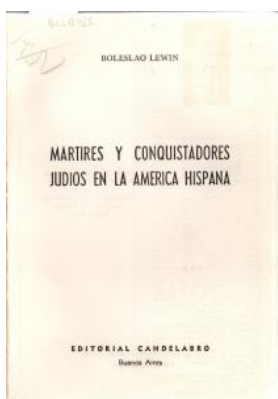 BOLESLAO LEWIN
MARTIRES Y CONQUISTADORES
JUDIOS EN LA AMERICA HISPANA
EDITORIAL CANDELABRO
Buenos Aires